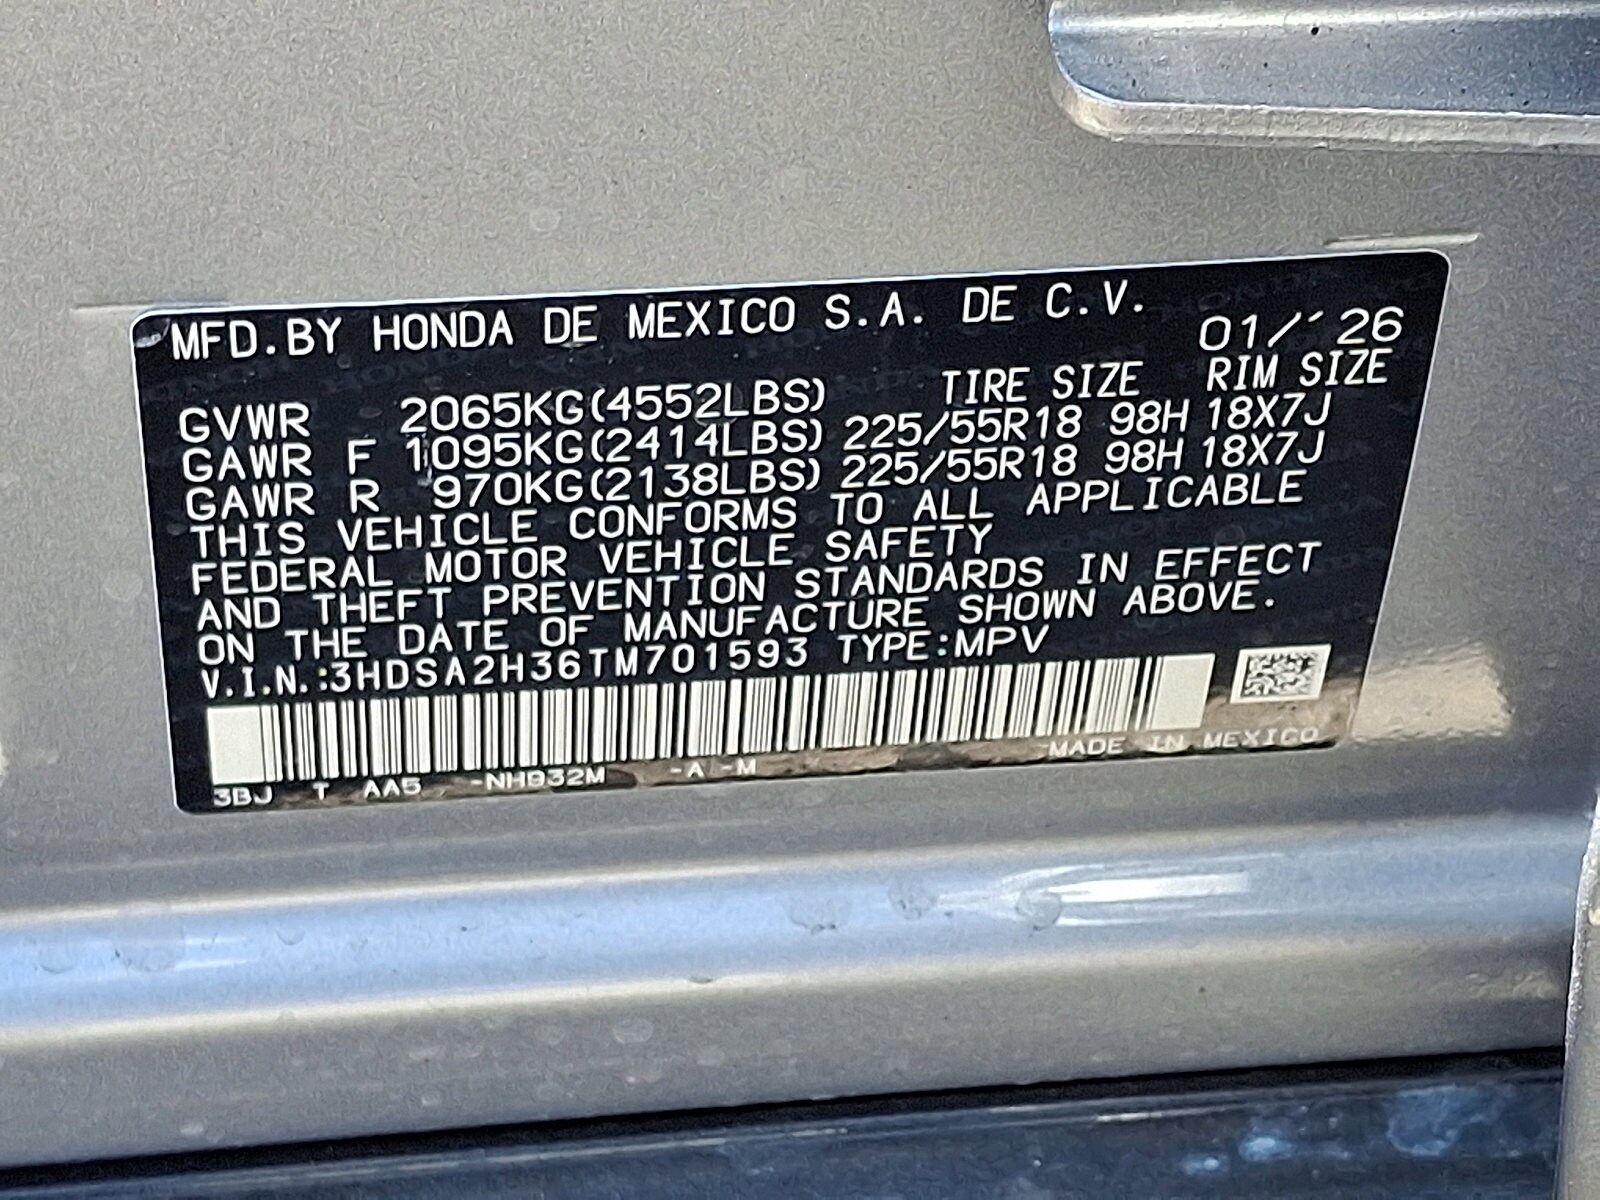 MFD.BY HONDA DE MEXICO S.A. DE C.V.
01/´26
TIRE SIZE RIM SIZE
GVWR 2065KG(4552LBS)
GAWR F 1095KG(2414LBS) 225/55R18 98H 18X7J
GAWR R 970KG(2138LBS) 225/55R18 98H 18X7J
THIS VEHICLE CONFORMS TO ALL APPLICABLE
FEDERAL MOTOR VEHICLE SAFETY
AND THEFT PREVENTION STANDARDS IN EFFECT
ON THE DATE OF MANUFACTURE SHOWN ABOVE.
V.I.N.:3HDSA2H36TM701593 TYPE:MPV
MADE IN MEXICO
3BJ T AA5 -NH932M -A -M